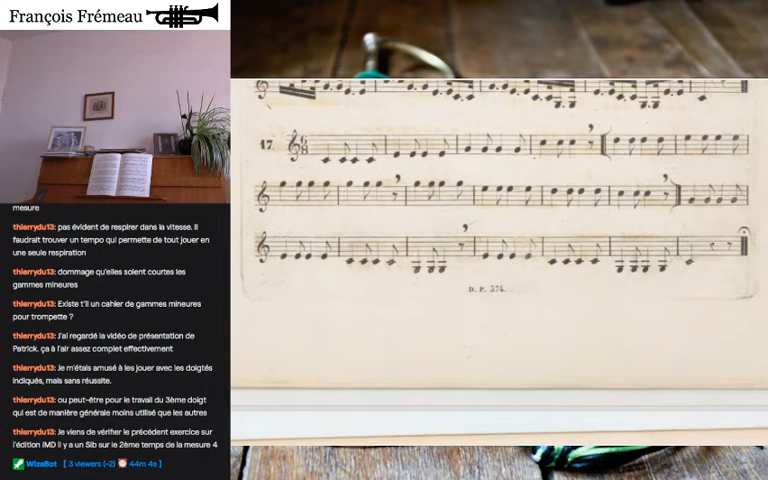 François Frémeau
mesure
thierrydu13: pas évident de respirer dans la vitesse. Il
faudrait trouver un tempo qui permette de tout jouer en
une seule respiration
thierrydu13: dommage qu'elles soient courtes les
gammes mineures
thierrydu13: Existe t'il un cahier de gammes mineures
pour trompette ?
thierrydu13: J'ai regardé la vidéo de présentation de
Patrick. ça à l'air assez complet effectivement
thierrydu13: Je m'étais amusé à les jouer avec les doigtés
indiqués, mais sans réussite.
thierrydu13: ou peut-être pour le travail du 3ème doigt
qui est de manière générale moins utilisé que les autres
thierrydu13: Je viens de vérifier le précédent exercice sur
l'édition IMD Il y a un Sib sur le 2ème temps de la mesure 4
WizeBot [ 3 viewers (-2) ⏰ 44m 4s ]
17.
6
8
D. P. 574.